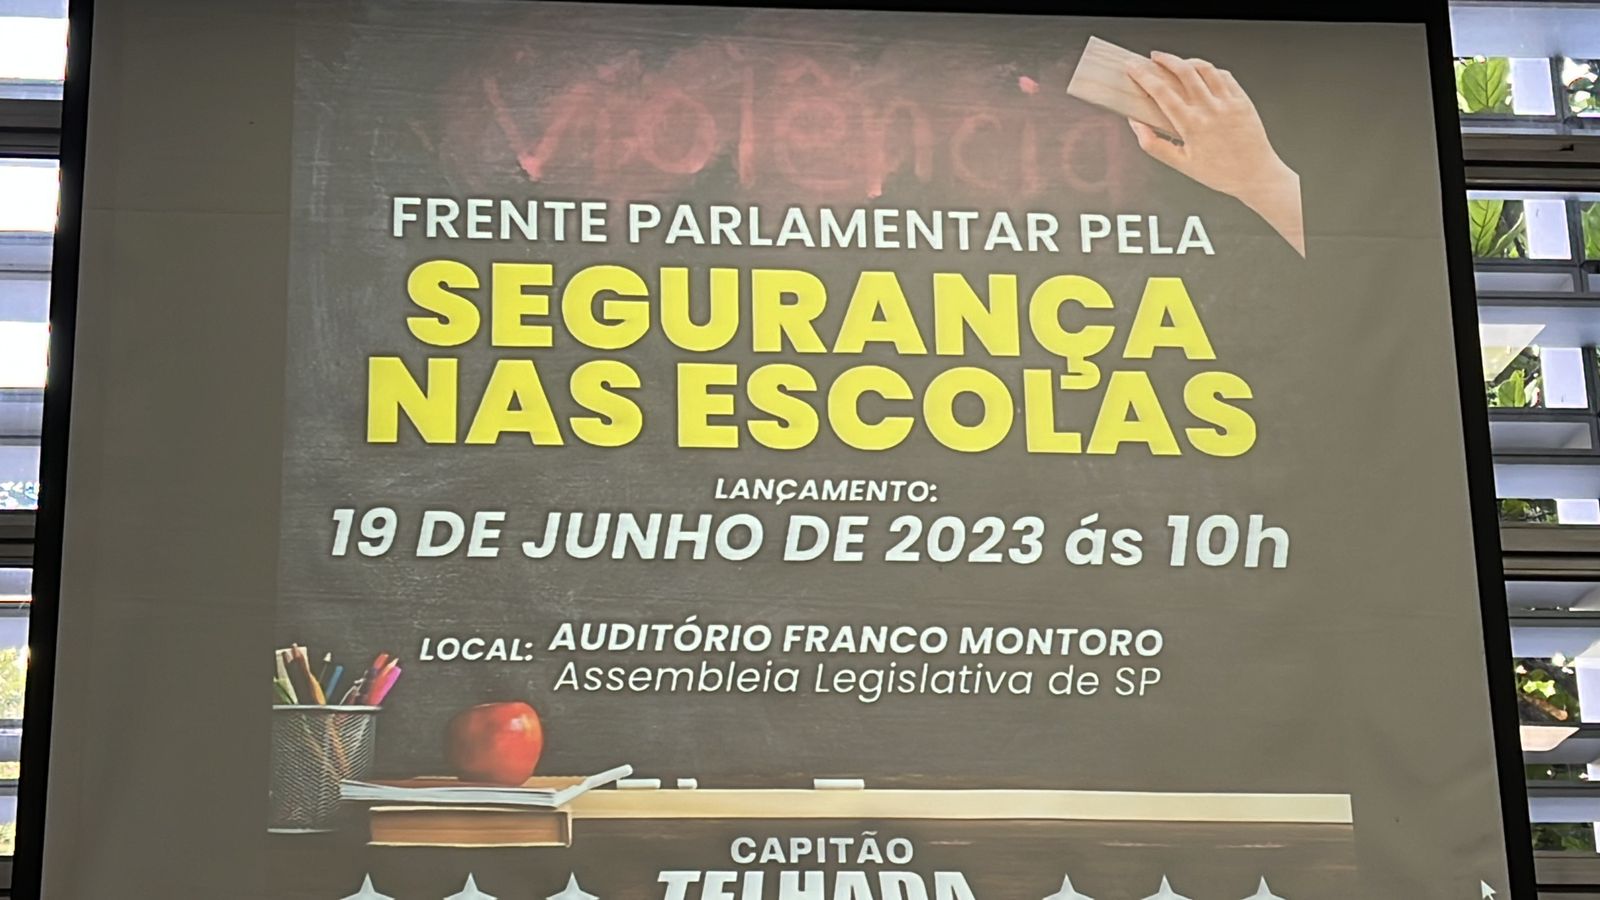 Violência
FRENTE PARLAMENTAR PELA
SEGURANÇA
NAS ESCOLAS
LANÇAMENTO:
19 DE JUNHO DE 2023 ás 10h
LOCAL: AUDITÓRIO FRANCO MONTORO
Assembleia Legislativa de SP
CAPITÃO
TELHADA